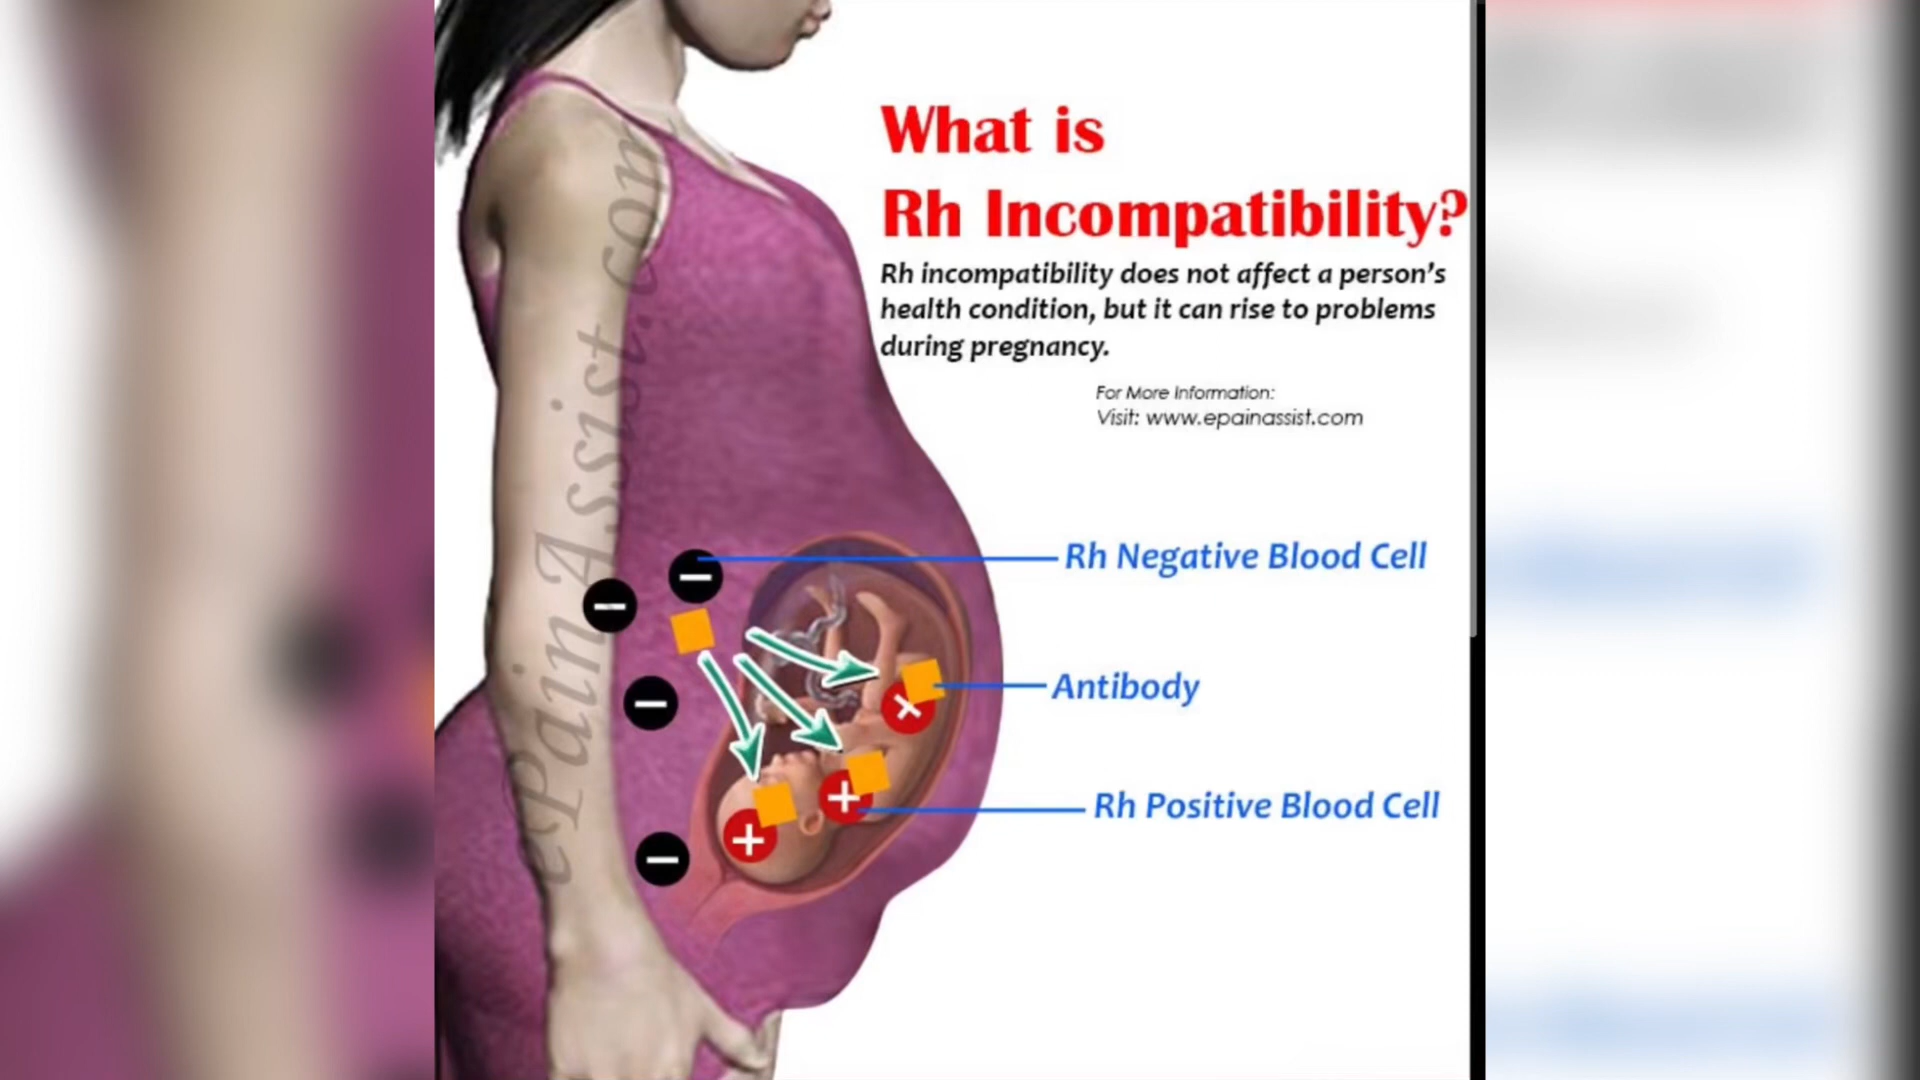 What is
Rh Incompatibility?
Rh incompatibility does not affect a person's
health condition, but it can rise to problems
during pregnancy.
For More Information:
Visit: www.epainassist.com
Rh Negative Blood Cell
Antibody
Rh Positive Blood Cell
ePainAssist.com